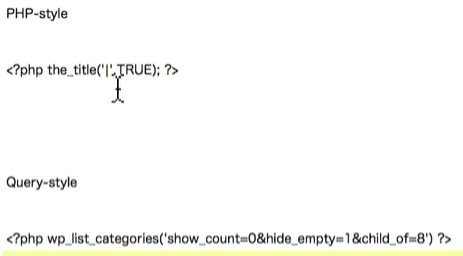 PHP-style
<?php the_title('|',TRUE); ?>
Query-style
<?php wp_list_categories('show_count=0&hide_empty=1&child_of=8') ?>